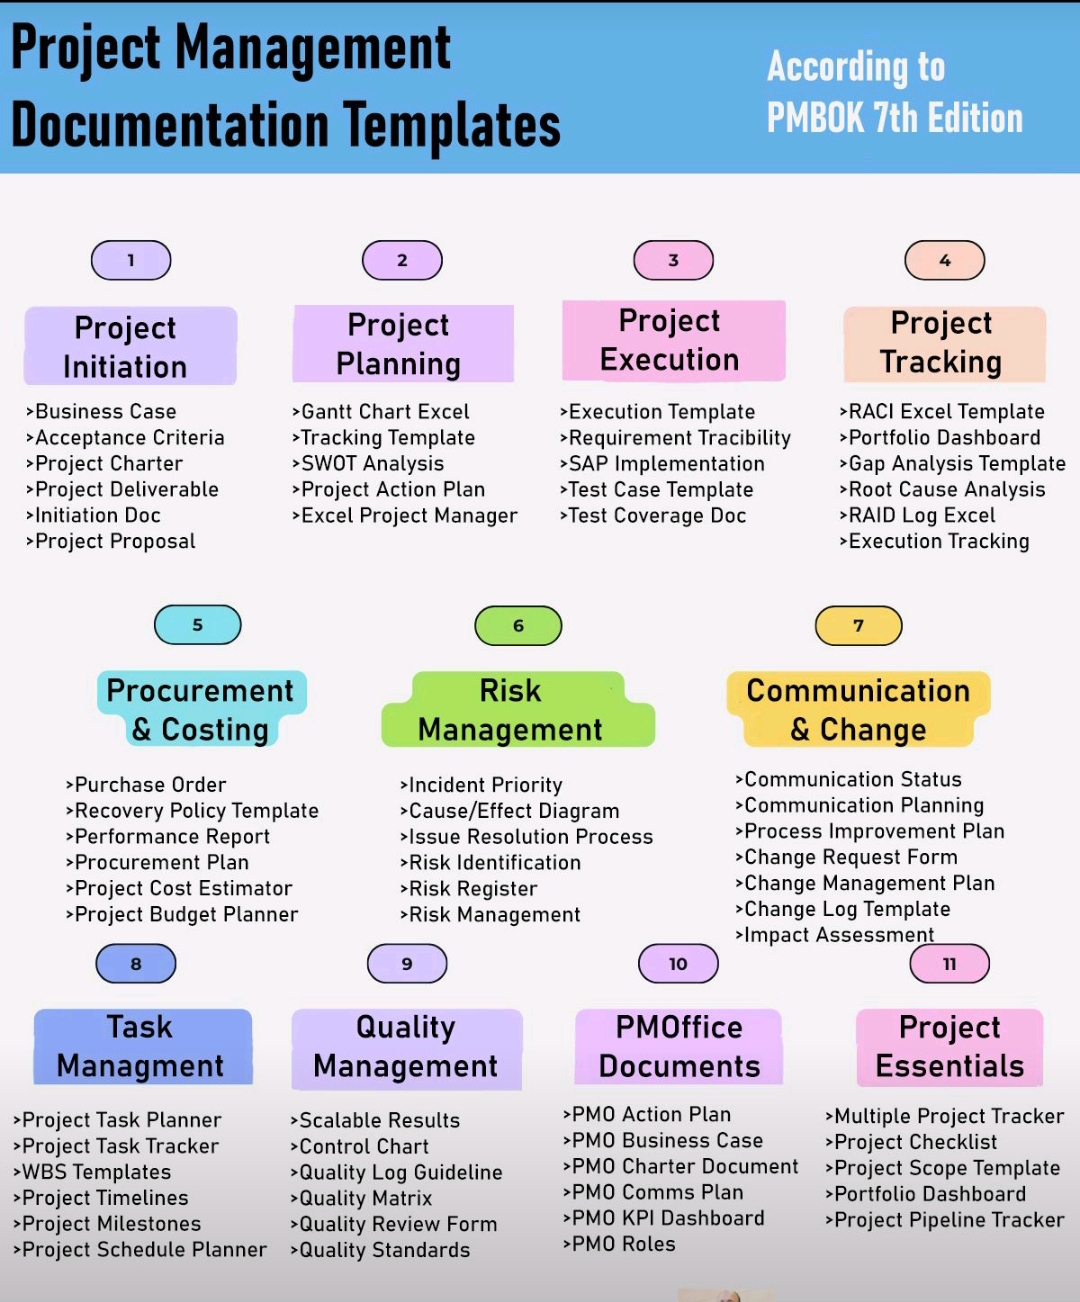 Project Management
Documentation Templates
According to
PMBOK 7th Edition
1
Project
Initiation
>Business Case
>Acceptance Criteria
>Project Charter
>Project Deliverable
>Initiation Doc
>Project Proposal
2
Project
Planning
>Gantt Chart Excel
>Tracking Template
>SWOT Analysis
>Project Action Plan
>Excel Project Manager
3
Project
Execution
>Execution Template
>Requirement Tracibility
>SAP Implementation
>Test Case Template
>Test Coverage Doc
4
Project
Tracking
>RACI Excel Template
>Portfolio Dashboard
>Gap Analysis Template
>Root Cause Analysis
>RAID Log Excel
>Execution Tracking
5
Procurement
& Costing
>Purchase Order
>Recovery Policy Template
>Performance Report
>Procurement Plan
>Project Cost Estimator
>Project Budget Planner
6
Risk
Management
>Incident Priority
>Cause/Effect Diagram
>Issue Resolution Process
>Risk Identification
>Risk Register
>Risk Management
7
Communication
& Change
>Communication Status
>Communication Planning
>Process Improvement Plan
>Change Request Form
>Change Management Plan
>Change Log Template
>Impact Assessment
8
Task
Managment
>Project Task Planner
>Project Task Tracker
>WBS Templates
>Project Timelines
>Project Milestones
>Project Schedule Planner
9
Quality
Management
>Scalable Results
>Control Chart
>Quality Log Guideline
>Quality Matrix
>Quality Review Form
>Quality Standards
10
PMOffice
Documents
>PMO Action Plan
>PMO Business Case
>PMO Charter Document
>PMO Comms Plan
>PMO KPI Dashboard
>PMO Roles
11
Project
Essentials
>Multiple Project Tracker
>Project Checklist
>Project Scope Template
>Portfolio Dashboard
>Project Pipeline Tracker